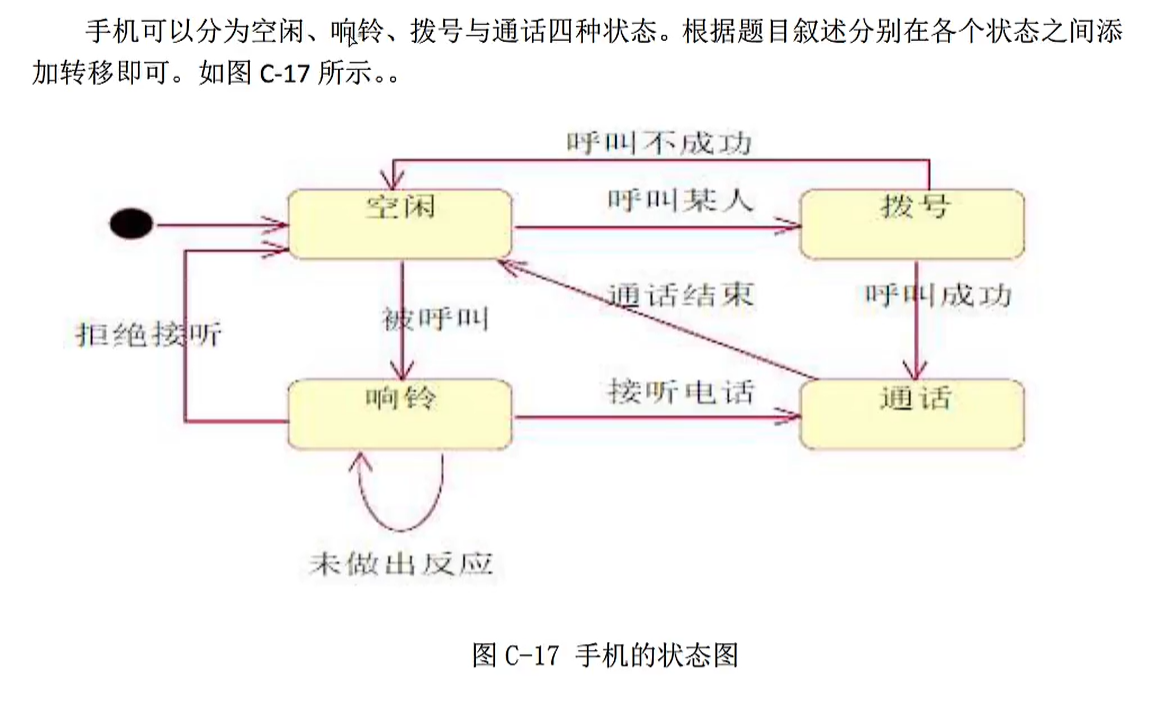 手机可以分为空闲、响铃、拨号与通话四种状态。根据题目叙述分别在各个状态之间添
加转移即可。如图 C-17 所示。。
呼叫不成功
空闲
呼叫某人
拨号
通话结束
呼叫成功
被呼叫
拒绝接听
响铃
接听电话
通话
未做出反应
图 C-17 手机的状态图